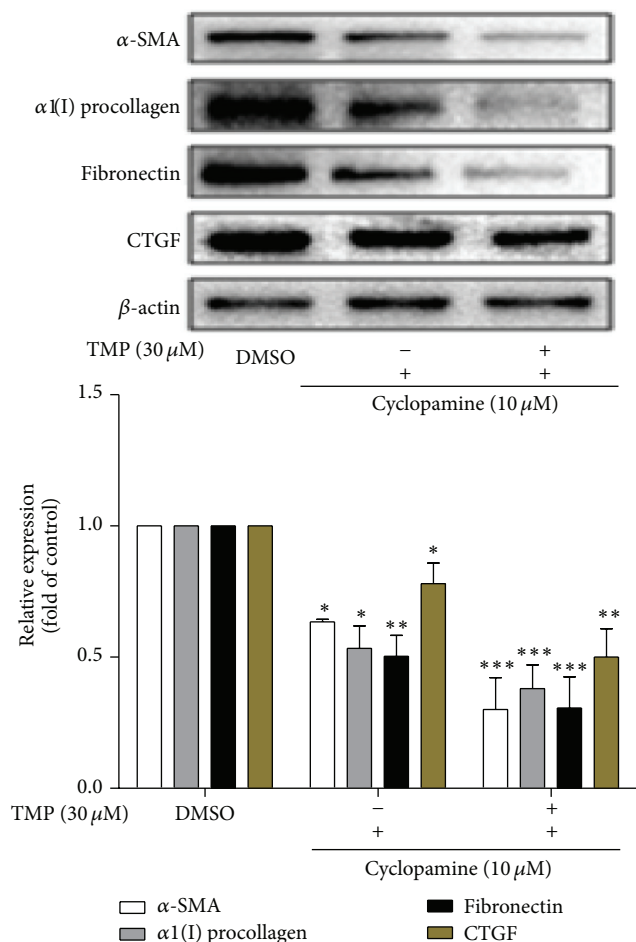 α-SMA
α1(I) procollagen
Fibronectin
CTGF
β-actin
TMP (30 μM) DMSO − +
+ +
Cyclopamine (10 μM)
1.5
1.0
0.5
0.0
Relative expression
(fold of control)
* * ** *
*** *** *** **
TMP (30 μM) DMSO − +
+ +
Cyclopamine (10 μM)
α-SMA Fibronectin
α1(I) procollagen CTGF